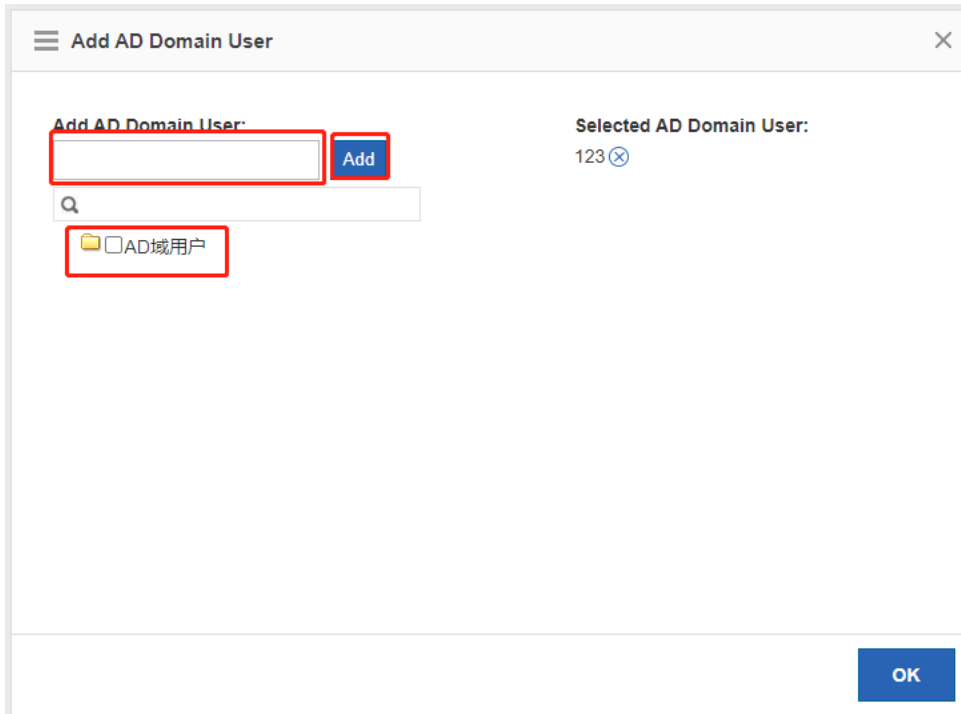 Add AD Domain User
Add AD Domain User:
Add
AD域用户
Selected AD Domain User:
123
OK